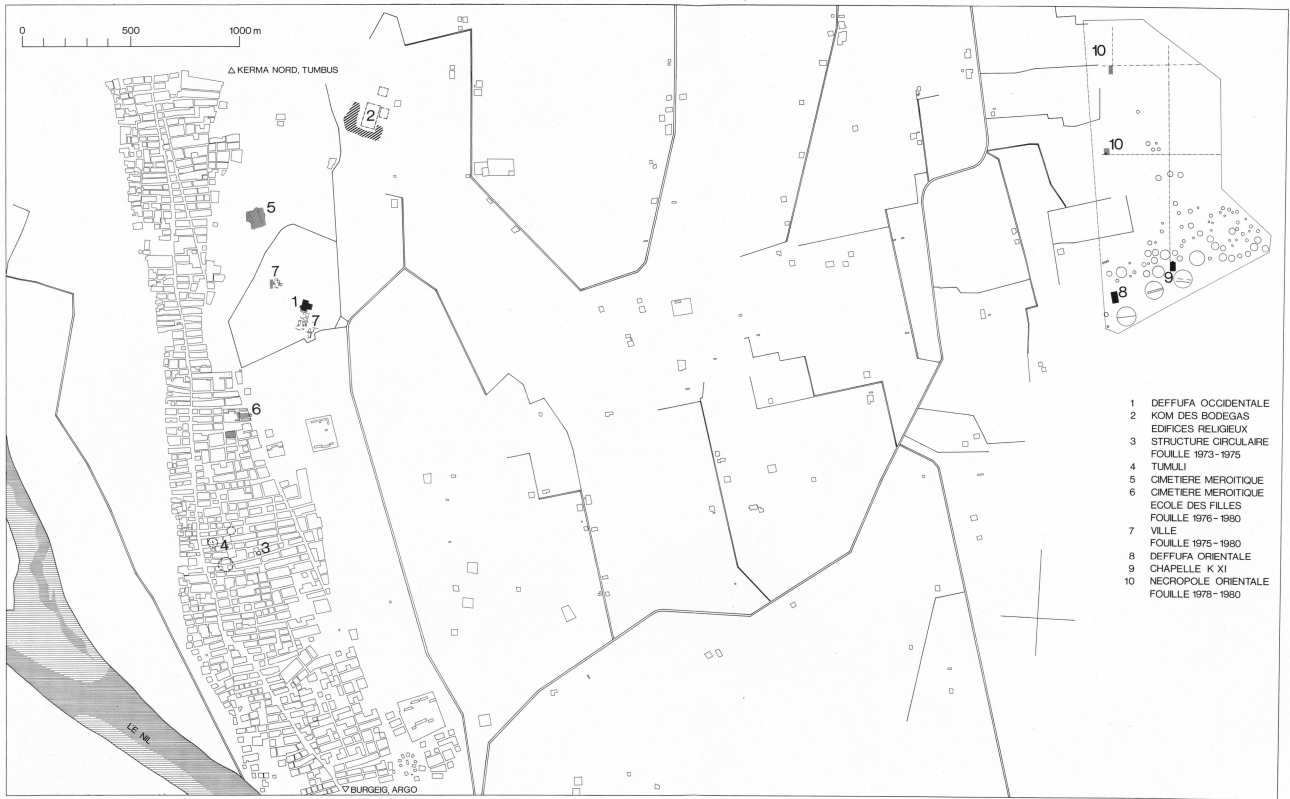 0 500 1000 m
△ KERMA NORD, TUMBUS
10
2
10
5
7
1
7
9
8
6
4
3
LE NIL
▽ BURGEIG, ARGO
1 DEFFUFA OCCIDENTALE
2 KOM DES BODEGAS
EDIFICES RELIGIEUX
3 STRUCTURE CIRCULAIRE
FOUILLE 1973-1975
4 TUMULI
5 CIMETIERE MEROITIQUE
6 CIMETIERE MEROITIQUE
ECOLE DES FILLES
FOUILLE 1976-1980
7 VILLE
FOUILLE 1975-1980
8 DEFFUFA ORIENTALE
9 CHAPELLE K XI
10 NECROPOLE ORIENTALE
FOUILLE 1978-1980